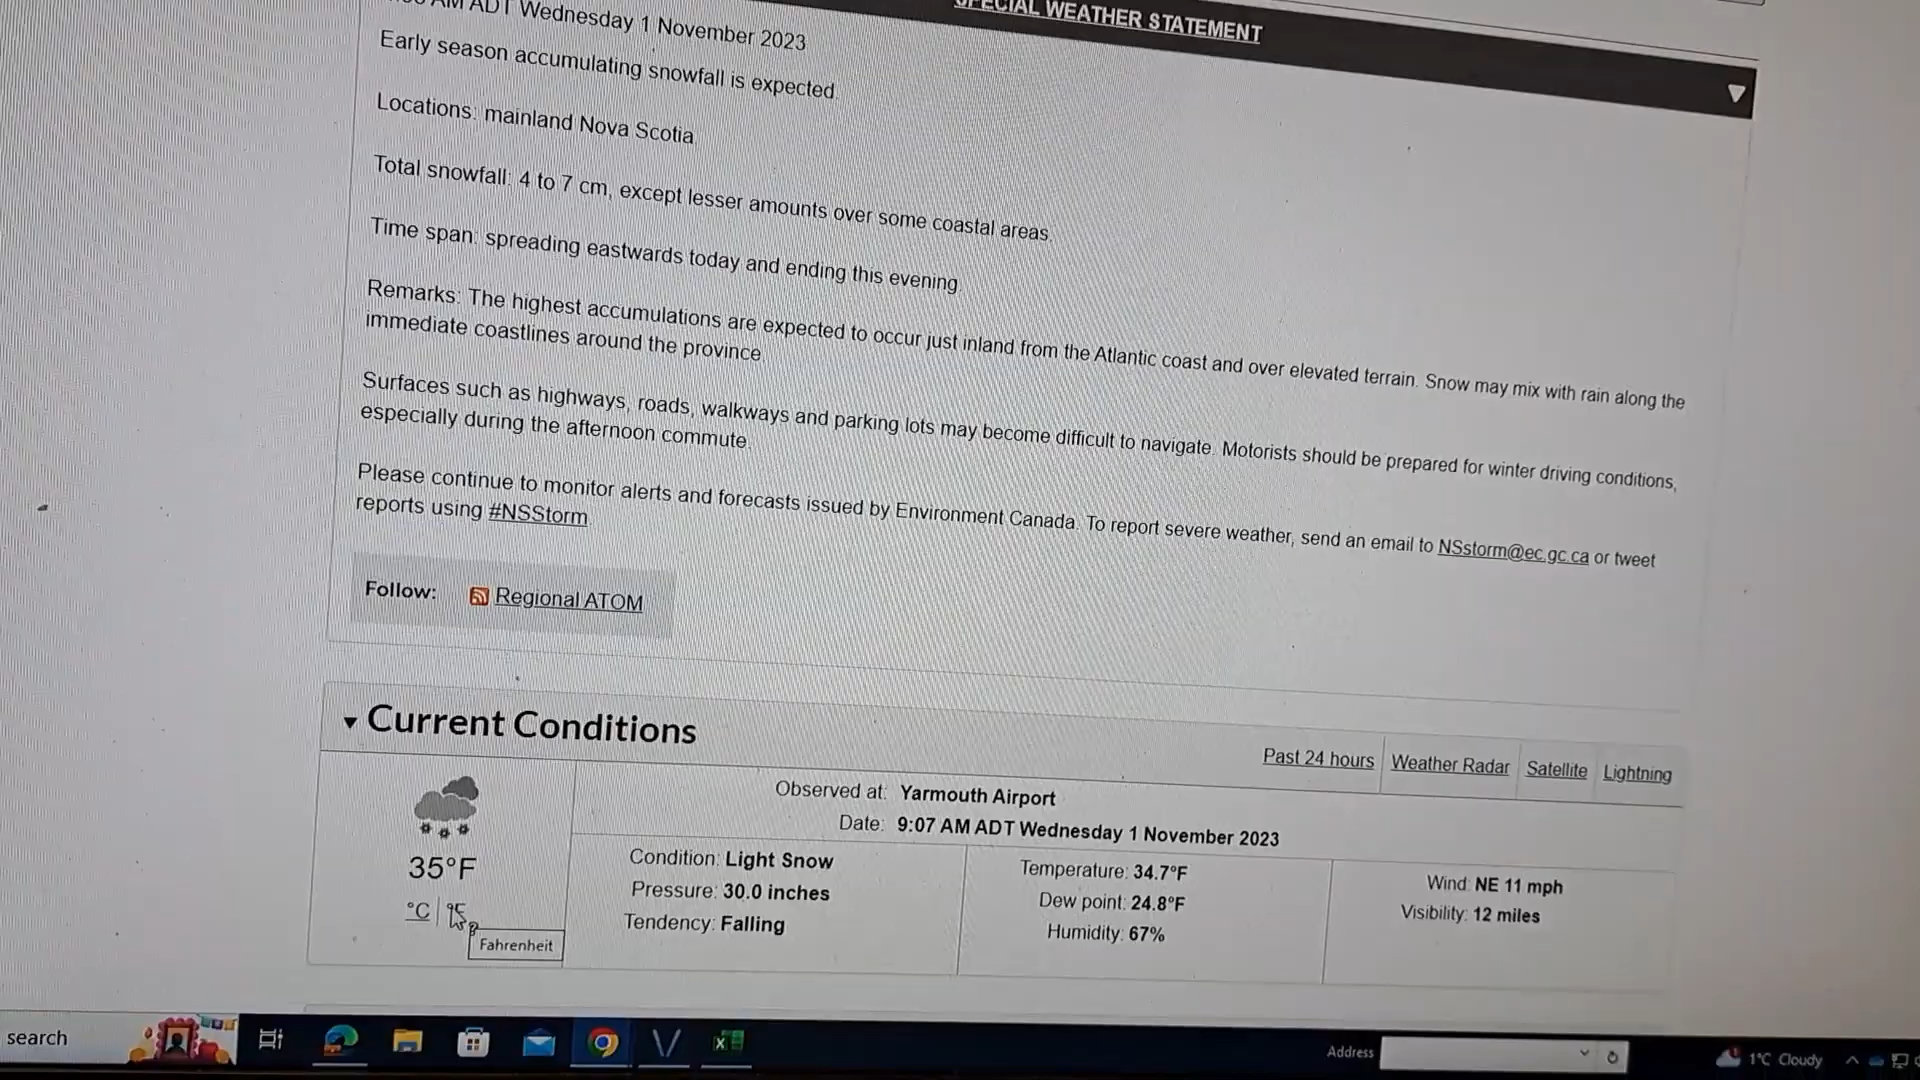 AM ADT Wednesday 1 November 2023
SPECIAL WEATHER STATEMENT
Early season accumulating snowfall is expected.
Locations: mainland Nova Scotia
Total snowfall: 4 to 7 cm, except lesser amounts over some coastal areas.
Time span: spreading eastwards today and ending this evening
Remarks: The highest accumulations are expected to occur just inland from the Atlantic coast and over elevated terrain. Snow may mix with rain along the
immediate coastlines around the province
Surfaces such as highways, roads, walkways and parking lots may become difficult to navigate. Motorists should be prepared for winter driving conditions,
especially during the afternoon commute.
Please continue to monitor alerts and forecasts issued by Environment Canada. To report severe weather, send an email to NSstorm@ec.gc.ca or tweet
reports using #NSStorm
Follow: Regional ATOM
Current Conditions
Past 24 hours Weather Radar Satellite Lightning
Observed at: Yarmouth Airport
Date: 9:07 AM ADT Wednesday 1 November 2023
35°F
°C
Fahrenheit
Condition: Light Snow
Pressure: 30.0 inches
Tendency: Falling
Temperature: 34.7°F
Dew point: 24.8°F
Humidity: 67%
Wind: NE 11 mph
Visibility: 12 miles
search
Address
1°C Cloudy